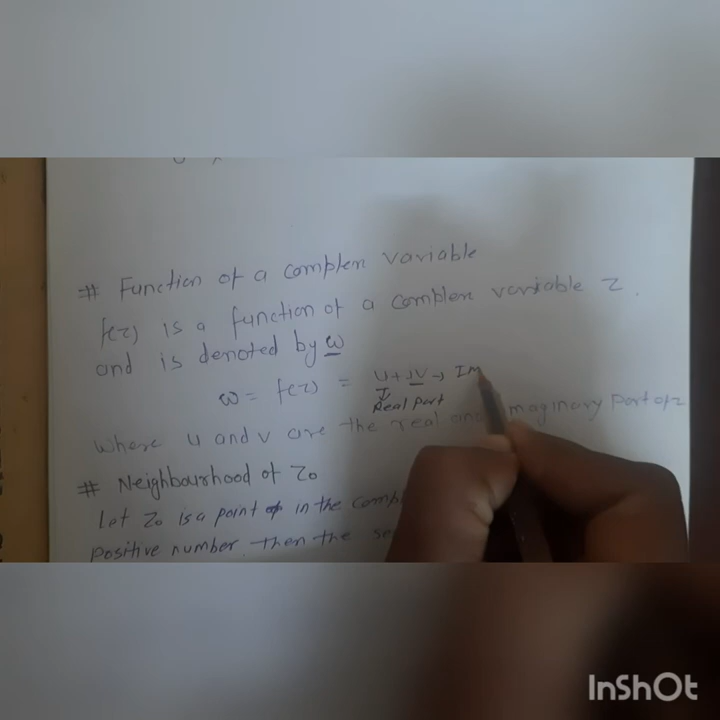 # Function of a complex variable
f(z) is a function of a complex variable z.
and is denoted by ω
ω = f(z) = u+iv → Im
↓
Real part
Where u and v are the real and imaginary part of z
# Neighbourhood of Z₀
Let Z₀ is a point in the
positive number. then the
InShOt